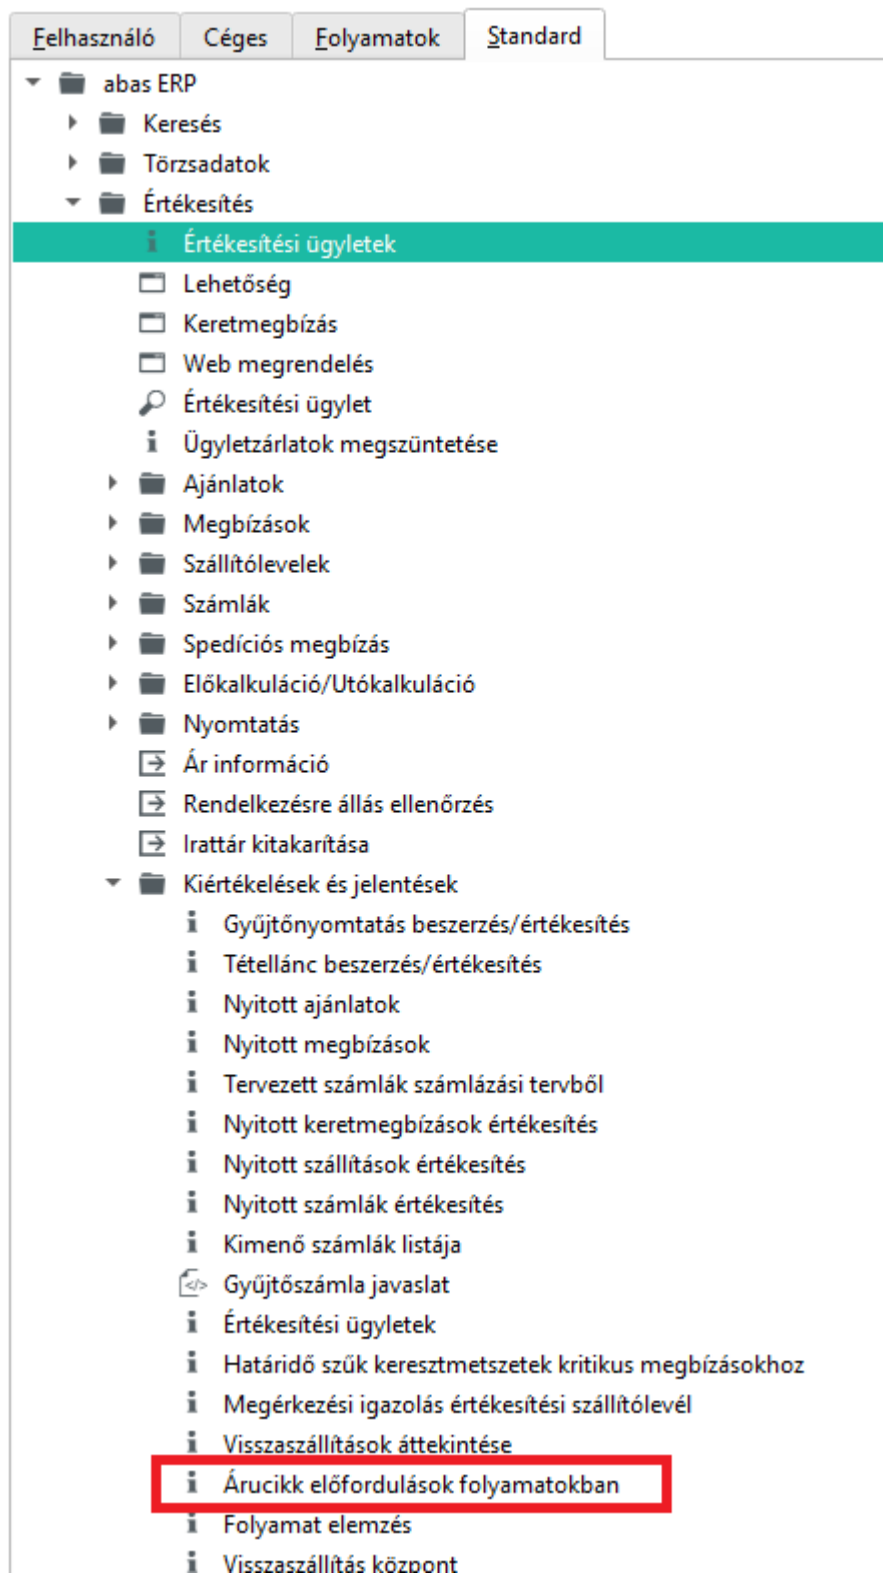 Felhasználó Céges Folyamatok Standard
abas ERP
Keresés
Törzsadatok
Értékesítés
Értékesítési ügyletek
Lehetőség
Keretmegbízás
Web megrendelés
Értékesítési ügylet
Ügyletzárlatok megszüntetése
Ajánlatok
Megbízások
Szállítólevelek
Számlák
Spedíciós megbízás
Előkalkuláció/Utókalkuláció
Nyomtatás
Ár információ
Rendelkezésre állás ellenőrzés
Irattár kitakarítása
Kiértékelések és jelentések
Gyűjtőnyomtatás beszerzés/értékesítés
Tétellánc beszerzés/értékesítés
Nyitott ajánlatok
Nyitott megbízások
Tervezett számlák számlázási tervből
Nyitott keretmegbízások értékesítés
Nyitott szállítások értékesítés
Nyitott számlák értékesítés
Kimenő számlák listája
Gyűjtőszámla javaslat
Értékesítési ügyletek
Határidő szűk keresztmetszetek kritikus megbízásokhoz
Megérkezési igazolás értékesítési szállítólevél
Visszaszállítások áttekintése
Árucikk előfordulások folyamatokban
Folyamat elemzés
Visszaszállítás központ